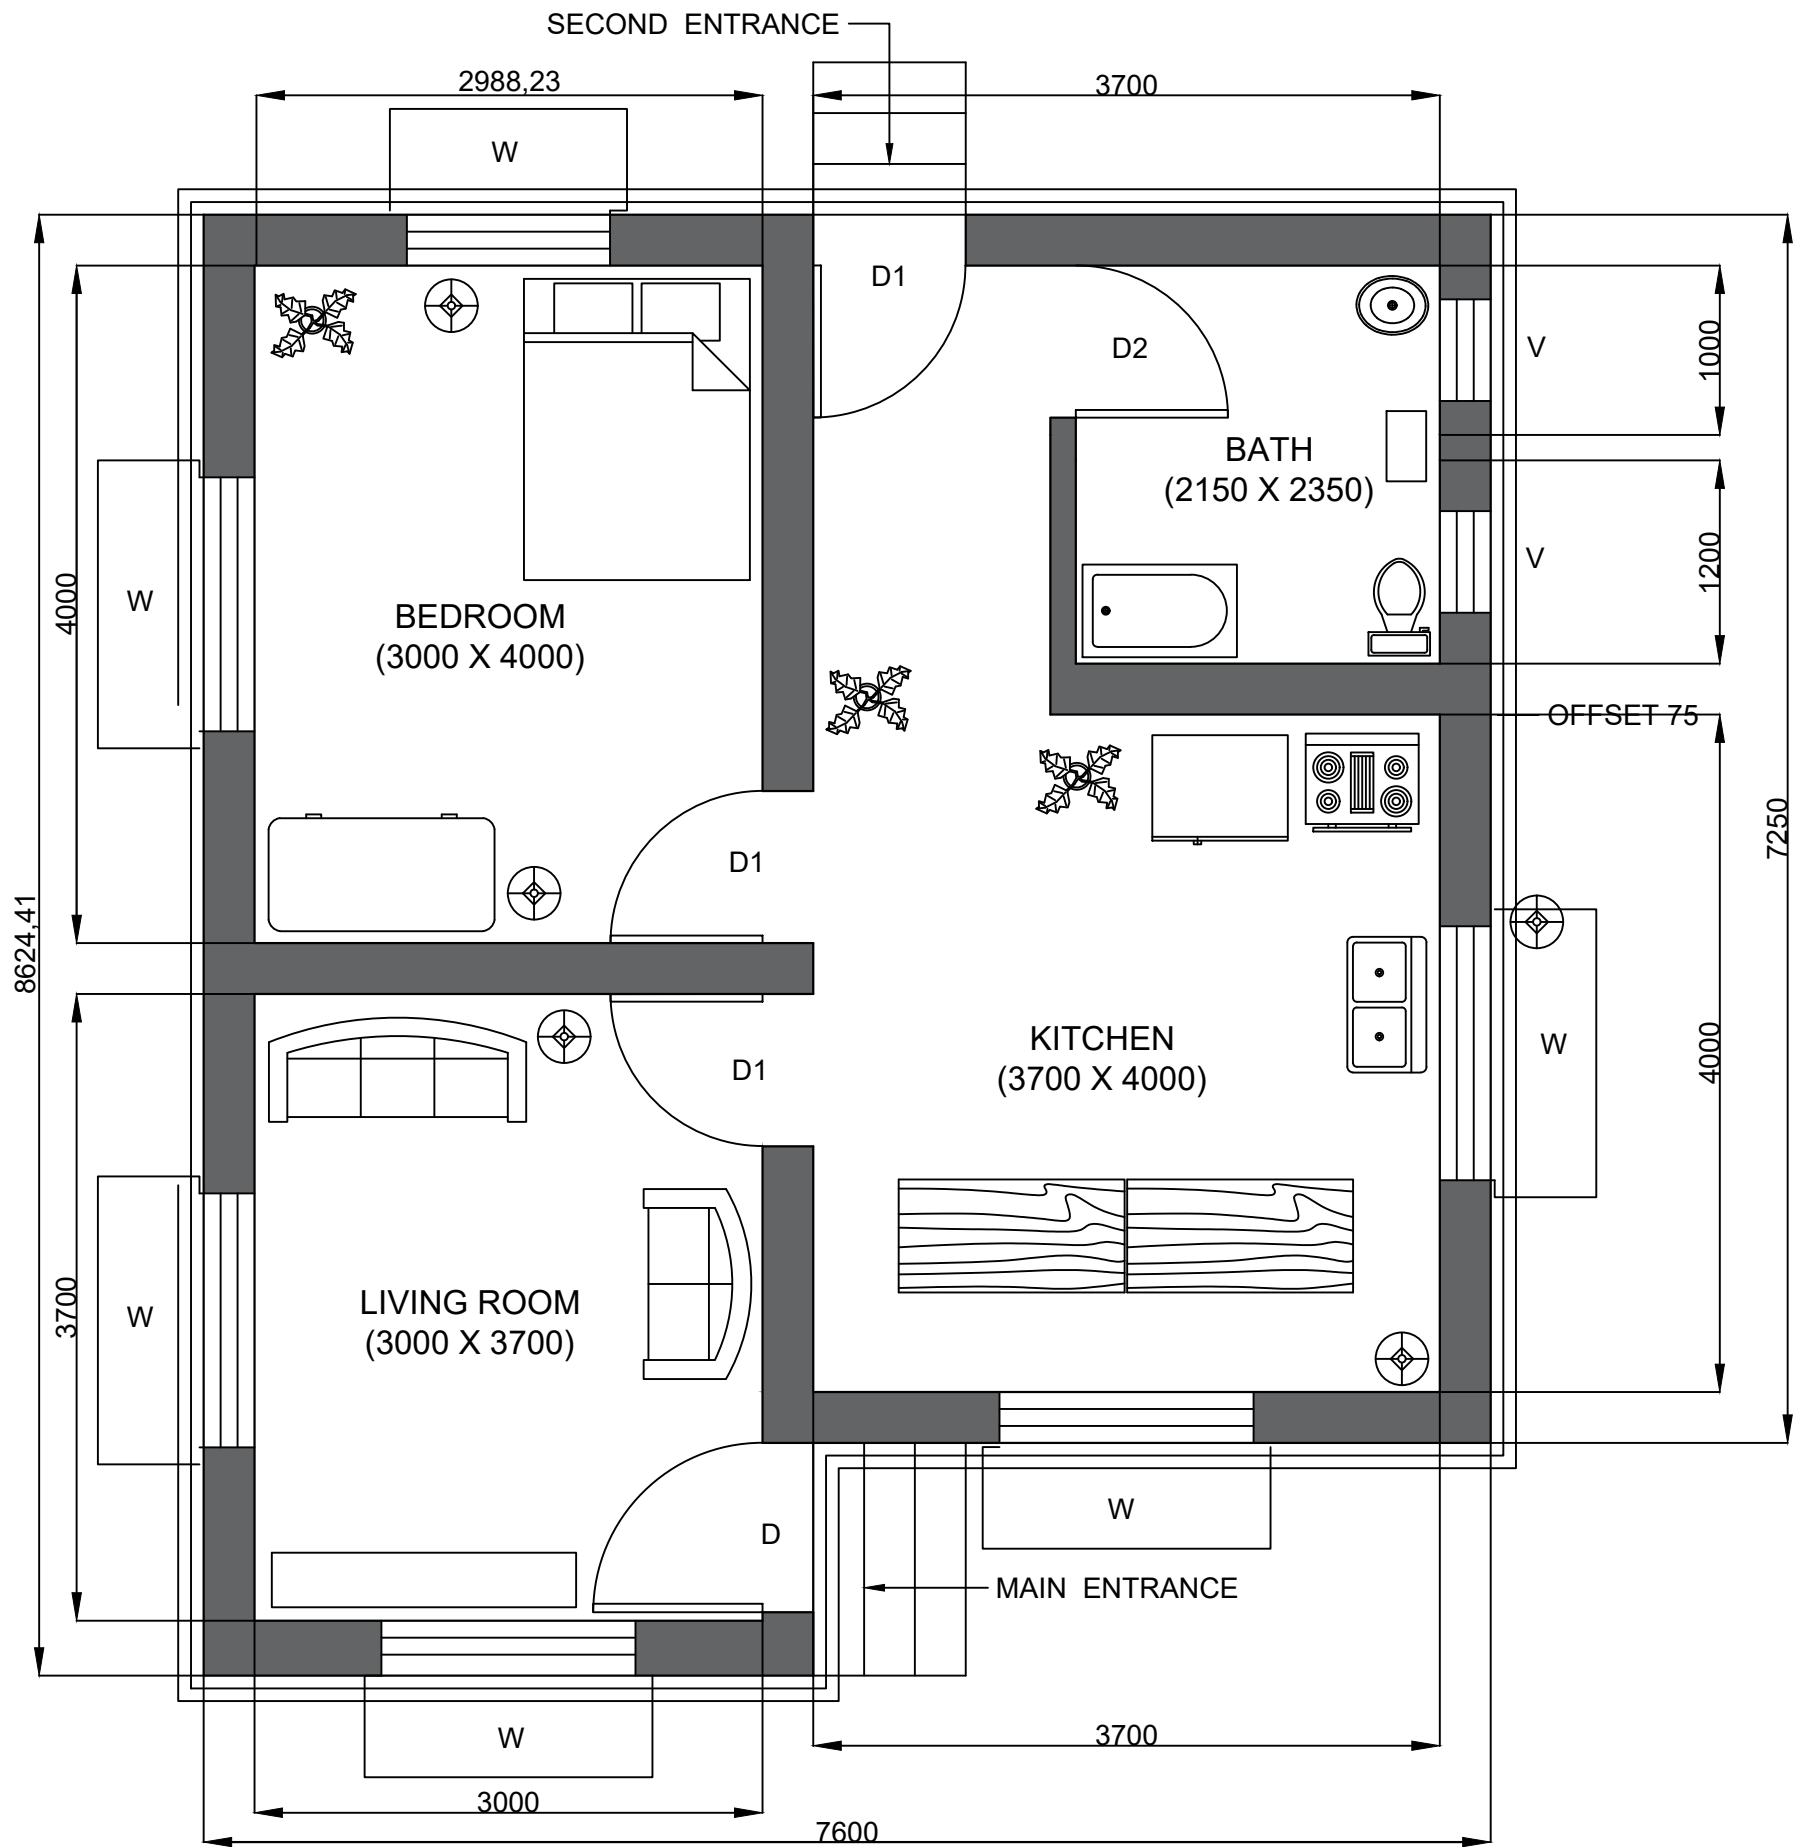 SECOND ENTRANCE
2988,23
3700
W
D1
D2
V
1000
BATH
(2150 X 2350)
W
4000
BEDROOM
(3000 X 4000)
V
1200
OFFSET 75
7250
D1
8624,41
KITCHEN
(3700 X 4000)
W
4000
D1
LIVING ROOM
(3000 X 3700)
W
3700
W
D
MAIN ENTRANCE
W
3700
3000
7600